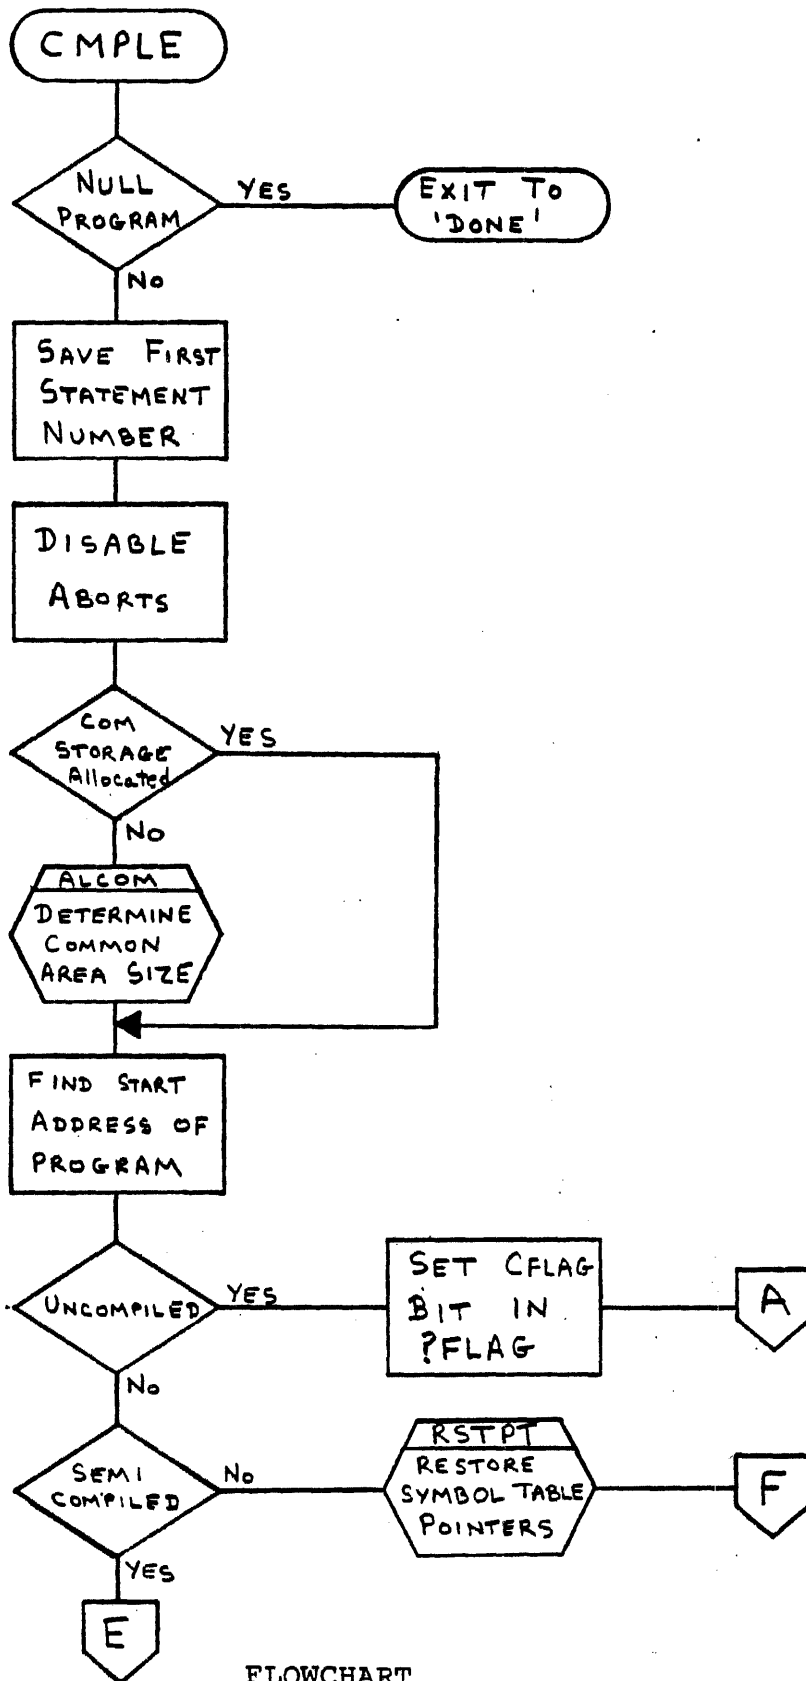 CMPLE
NULL
PROGRAM
YES
EXIT TO
'DONE'
NO
SAVE FIRST
STATEMENT
NUMBER
DISABLE
ABORTS
COM
STORAGE
Allocated
YES
NO
ALCOM
DETERMINE
COMMON
AREA SIZE
FIND START
ADDRESS OF
PROGRAM
UNCOMPILED
YES
SET CFLAG
BIT IN
?FLAG
A
NO
SEMI
COMPILED
NO
RSTPT
RESTORE
SYMBOL TABLE
POINTERS
F
YES
E
FLOWCHART